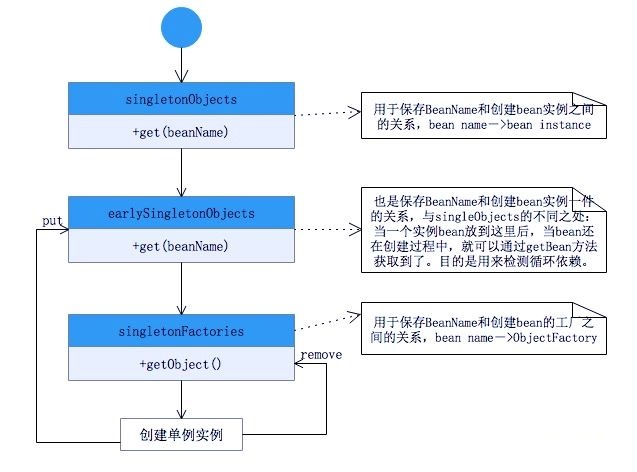 singletonObjects
+get(beanName)
用于保存BeanName和创建bean实例之间
的关系，bean name－>bean instance
earlySingletonObjects
+get(beanName)
put
也是保存BeanName和创建bean实例一件
的关系，与singleObjects的不同之处：
当一个实例bean放到这里后，当bean还
在创建过程中，就可以通过getBean方法
获取到了。目的是用来检测循环依赖。
singletonFactories
+getObject()
用于保存BeanName和创建bean的工厂之
间的关系，bean name－>ObjectFactory
remove
创建单例实例